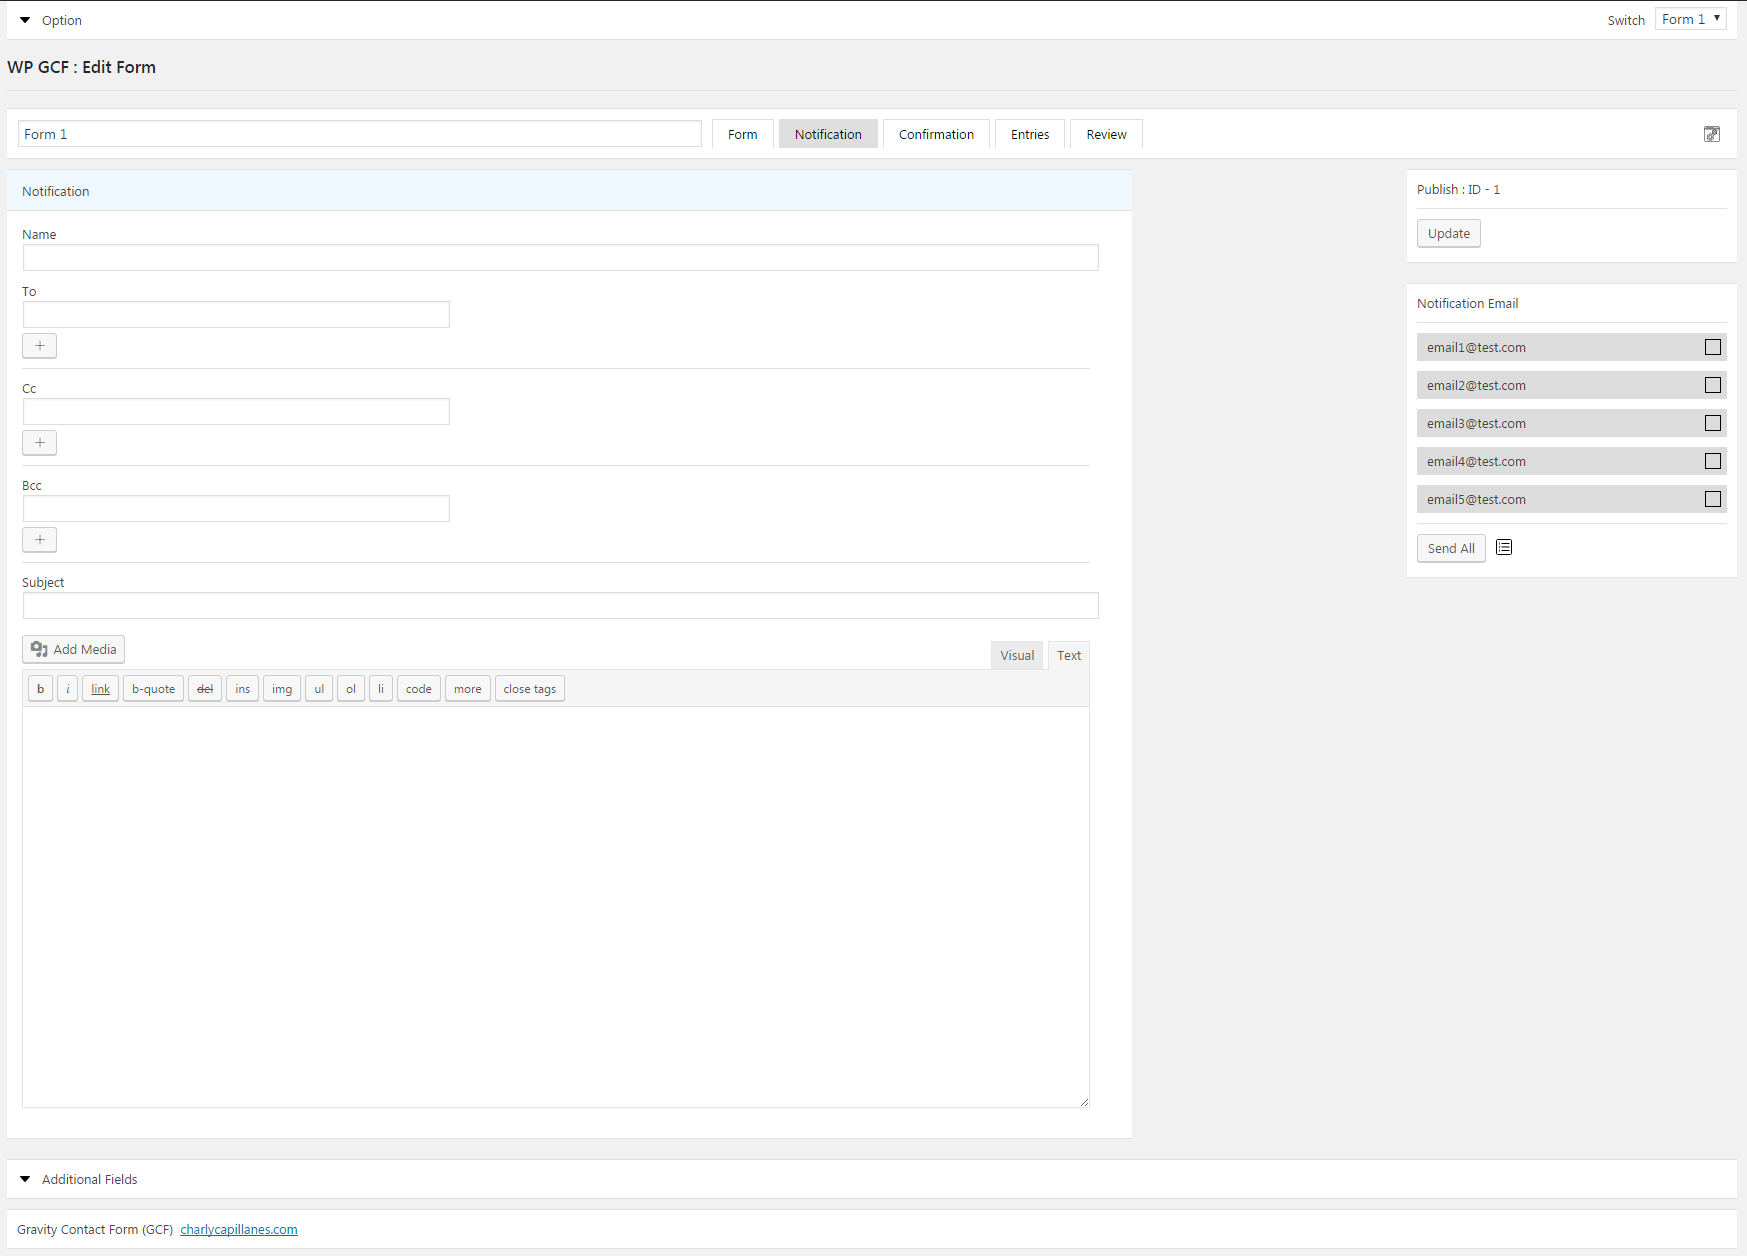 Option
Switch Form 1
WP GCF : Edit Form
Form 1 Form Notification Confirmation Entries Review
Notification
Name
To
+
Cc
+
Bcc
+
Subject
Add Media
Visual Text
b i link b-quote del ins img ul ol li code more close tags
Publish : ID - 1
Update
Notification Email
email1@test.com
email2@test.com
email3@test.com
email4@test.com
email5@test.com
Send All
Additional Fields
Gravity Contact Form (GCF) charlycapillanes.com